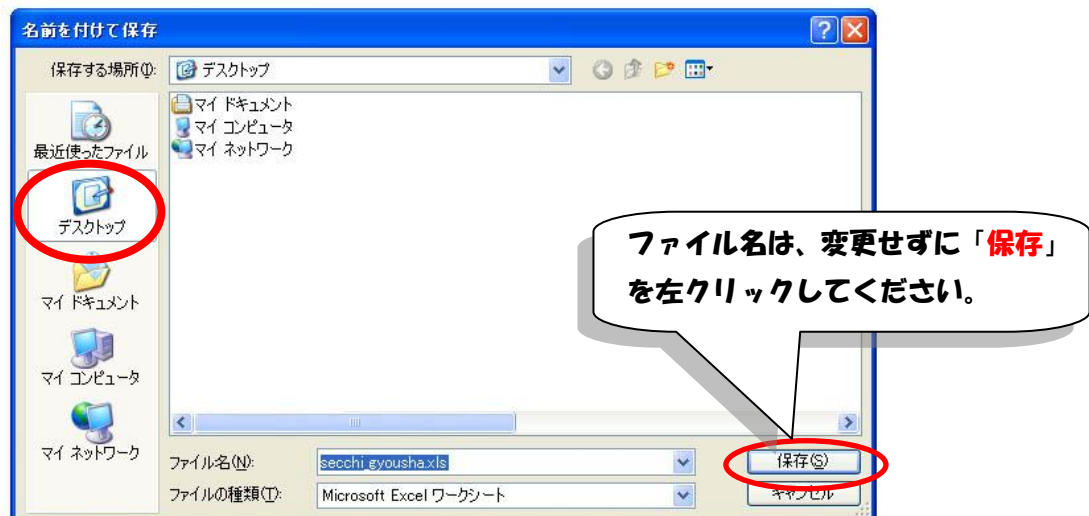 名前を付けて保存
保存する場所(I):
デスクトップ
最近使ったファイル
デスクトップ
マイ ドキュメント
マイ コンピュータ
マイ ネットワーク
マイ ドキュメント
マイ コンピュータ
マイ ネットワーク
ファイル名は、変更せずに「保存」
を左クリックしてください。
ファイル名(N):
secchi gyousha.xls
保存(S)
ファイルの種類(T):
Microsoft Excel ワークシート
キャンセル